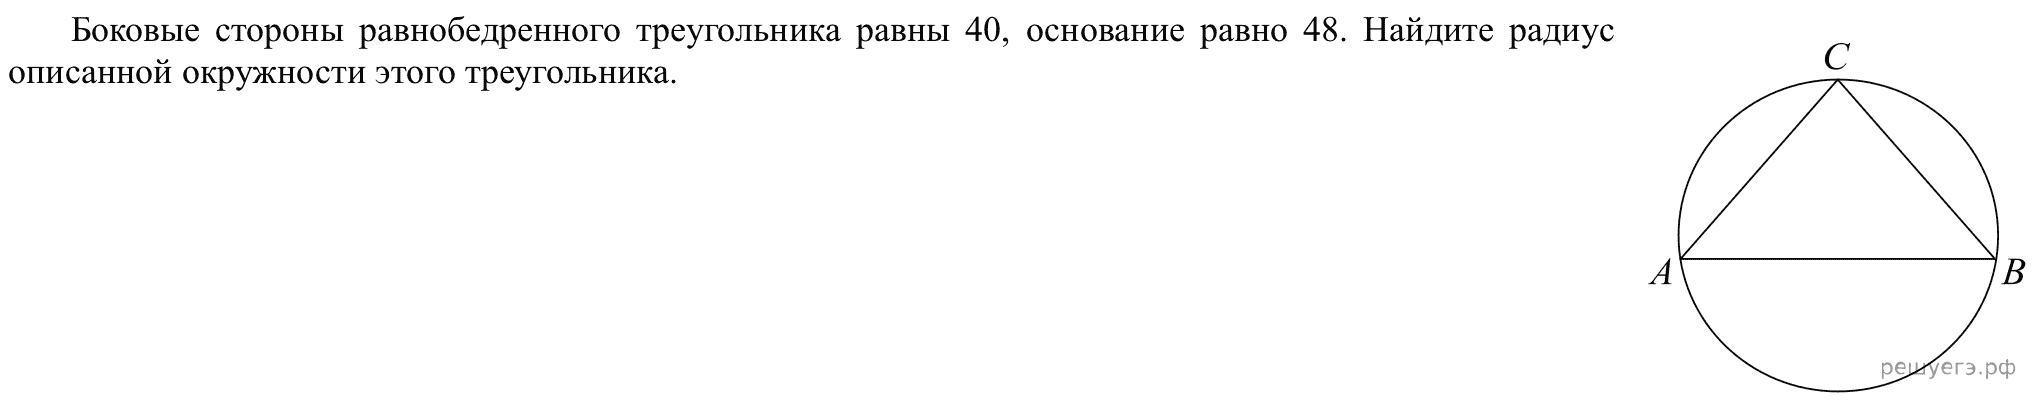 Боковые стороны равнобедренного треугольника равны 40, основание равно 48. Найдите радиус
описанной окружности этого треугольника.
C
A
B
решуегэ.рф